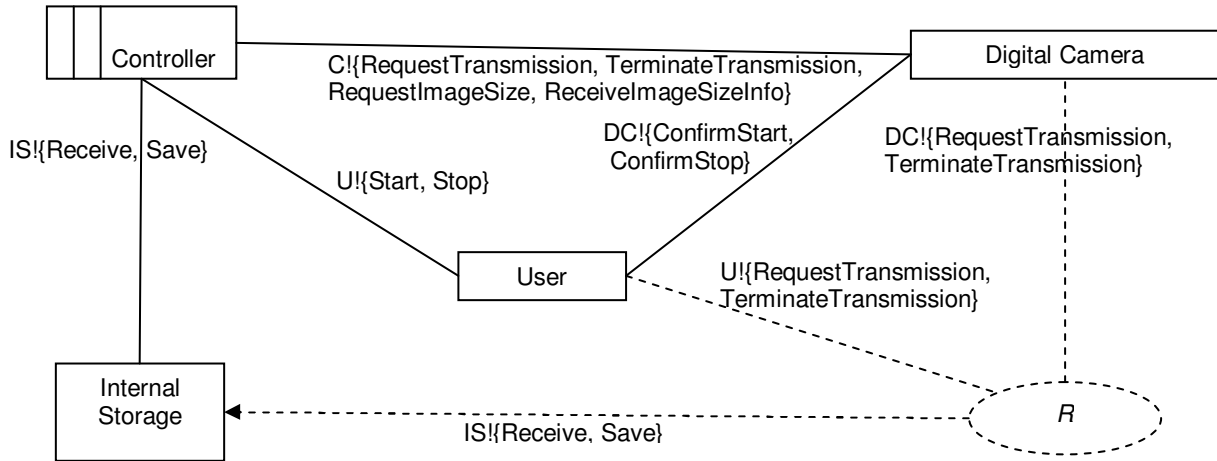 Controller
Digital Camera
C!{RequestTransmission, TerminateTransmission,
RequestImageSize, ReceiveImageSizeInfo}
DC!{ConfirmStart,
ConfirmStop}
DC!{RequestTransmission,
TerminateTransmission}
IS!{Receive, Save}
U!{Start, Stop}
User
U!{RequestTransmission,
TerminateTransmission}
Internal
Storage
R
IS!{Receive, Save}